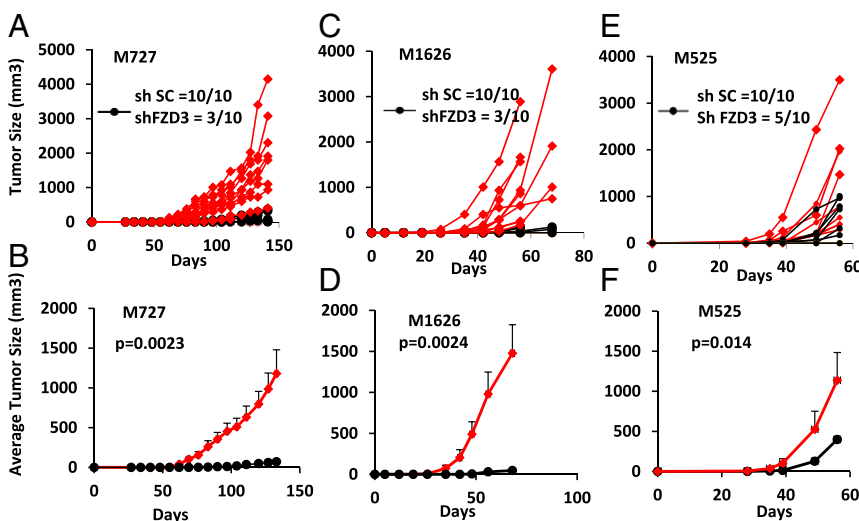 A
M727
5000
4000
3000
2000
1000
0
Tumor Size (mm3)
sh SC =10/10
shFZD3 = 3/10
0 50 100 150
Days
C
M1626
4000
3000
2000
1000
0
sh SC =10/10
shFZD3 = 3/10
0 20 40 60 80
Days
E
M525
4000
3000
2000
1000
0
sh SC =10/10
Sh FZD3 = 5/10
0 20 40 60
Days
B
M727
p=0.0023
2000
1500
1000
500
0
Average Tumor Size (mm3)
0 50 100 150
Days
D
M1626
p=0.0024
2000
1500
1000
500
0
0 50 100
Days
F
M525
p=0.014
2000
1500
1000
500
0
0 20 40 60
Days